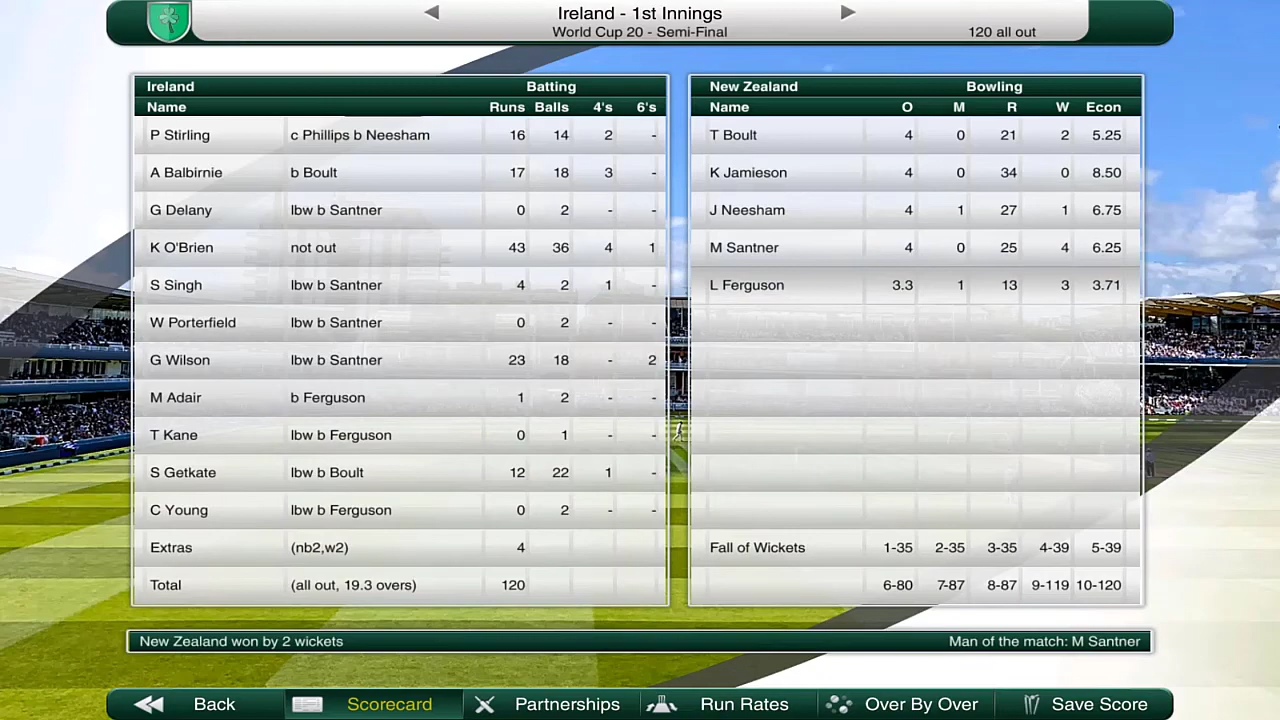 Ireland - 1st Innings
World Cup 20 - Semi-Final
120 all out
Ireland Batting
Name Runs Balls 4's 6's
P Stirling c Phillips b Neesham 16 14 2 -
A Balbirnie b Boult 17 18 3 -
G Delany lbw b Santner 0 2 - -
K O'Brien not out 43 36 4 1
S Singh lbw b Santner 4 2 1 -
W Porterfield lbw b Santner 0 2 - -
G Wilson lbw b Santner 23 18 - 2
M Adair b Ferguson 1 2 - -
T Kane lbw b Ferguson 0 1 - -
S Getkate lbw b Boult 12 22 1 -
C Young lbw b Ferguson 0 2 - -
Extras (nb2,w2) 4
Total (all out, 19.3 overs) 120
New Zealand Bowling
Name O M R W Econ
T Boult 4 0 21 2 5.25
K Jamieson 4 0 34 0 8.50
J Neesham 4 1 27 1 6.75
M Santner 4 0 25 4 6.25
L Ferguson 3.3 1 13 3 3.71
Fall of Wickets 1-35 2-35 3-35 4-39 5-39
6-80 7-87 8-87 9-119 10-120
New Zealand won by 2 wickets
Man of the match: M Santner
Back Scorecard Partnerships Run Rates Over By Over Save Score